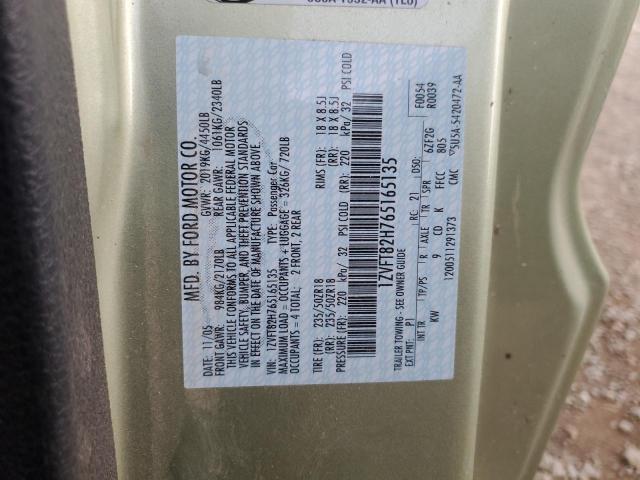 MFD. BY FORD MOTOR CO.
DATE: 11/05 GVWR: 2019KG/4450LB
FRONT GAWR: 984KG/2170LB REAR GAWR: 1061KG/2340LB
THIS VEHICLE CONFORMS TO ALL APPLICABLE FEDERAL MOTOR
VEHICLE SAFETY, BUMPER, AND THEFT PREVENTION STANDARDS
IN EFFECT ON THE DATE OF MANUFACTURE SHOWN ABOVE.
VIN: 1ZVFT82H765165135 TYPE: Passenger Car
MAXIMUM LOAD = OCCUPANTS + LUGGAGE = 326KG/ 720LB
OCCUPANTS = 4 TOTAL: 2 FRONT, 2 REAR
TIRE (FR): 235/50ZR18 RIMS (FR): 18 X 8.5J
(RR): 235/50ZR18 (RR): 18 X 8.5J
PRESSURE (FR): 220 kPa/ 32 PSI COLD (RR): 220 kPa/ 32 PSI COLD
1ZVFT82H765165135
F0054
R0039
TRAILER TOWING - SEE OWNER GUIDE
EXT PNT: P1 RC: 21 DSO: 6ZF2G
INT TR TP/PS R AXLE TR SPR 805
KW 9 CD K FFCC
1200511291373 CMC 5U5A-5420472-AA